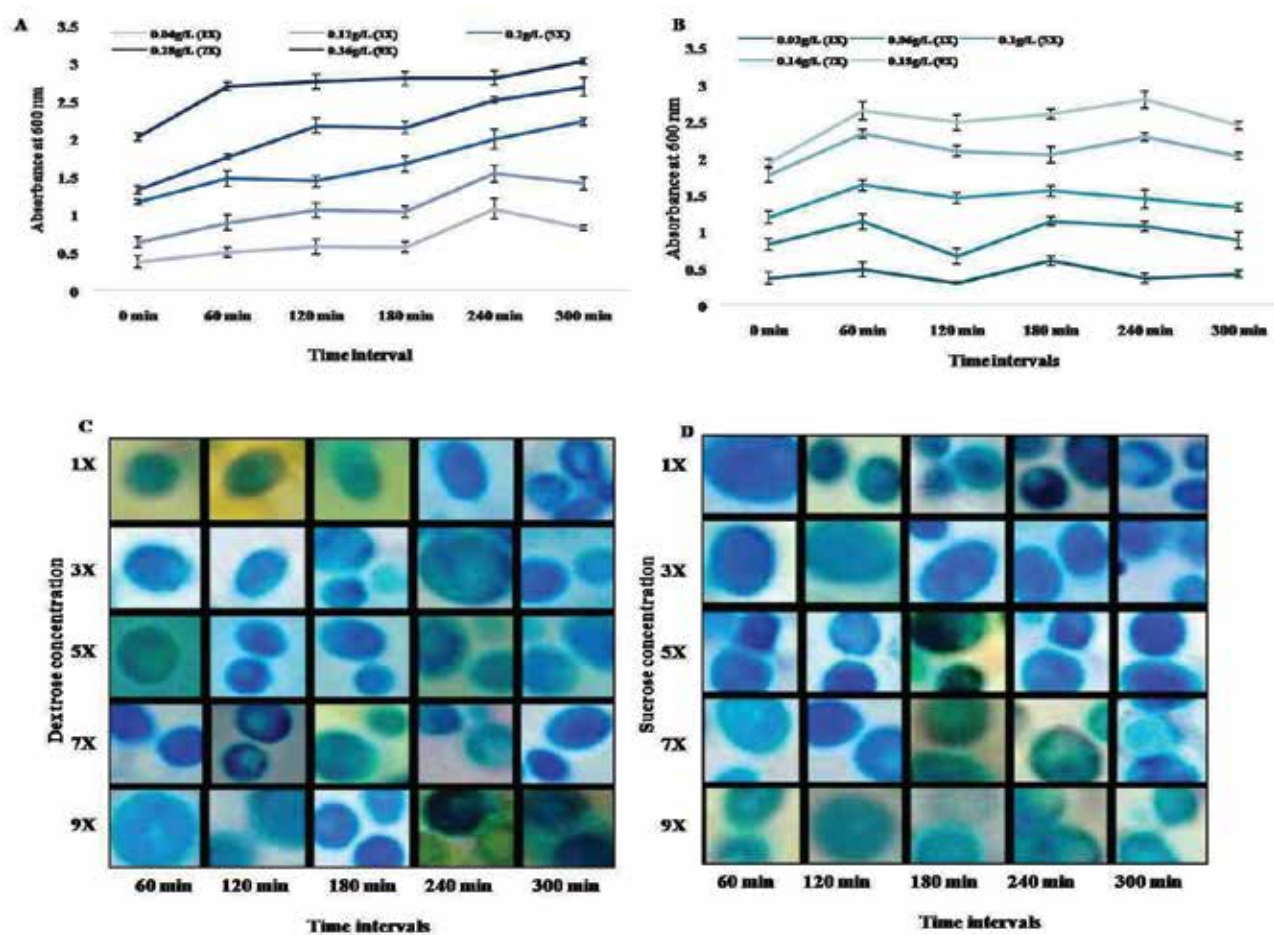 A
0.04g/L (1X) 0.12g/L (3X) 0.2g/L (5X)
0.28g/L (7X) 0.36g/L (9X)
3.5
3
2.5
2
1.5
1
0.5
0
Absorbance at 600 nm
0 min 60 min 120 min 180 min 240 min 300 min
Time interval
B
0.02g/L (1X) 0.06g/L (3X) 0.1g/L (5X)
0.14g/L (7X) 0.18g/L (9X)
3.5
3
2.5
2
1.5
1
0.5
0
Absorbance at 600 nm
0 min 60 min 120 min 180 min 240 min 300 min
Time intervals
C
Dextrose concentration
1X
3X
5X
7X
9X
60 min 120 min 180 min 240 min 300 min
Time intervals
D
Sucrose concentration
1X
3X
5X
7X
9X
60 min 120 min 180 min 240 min 300 min
Time intervals